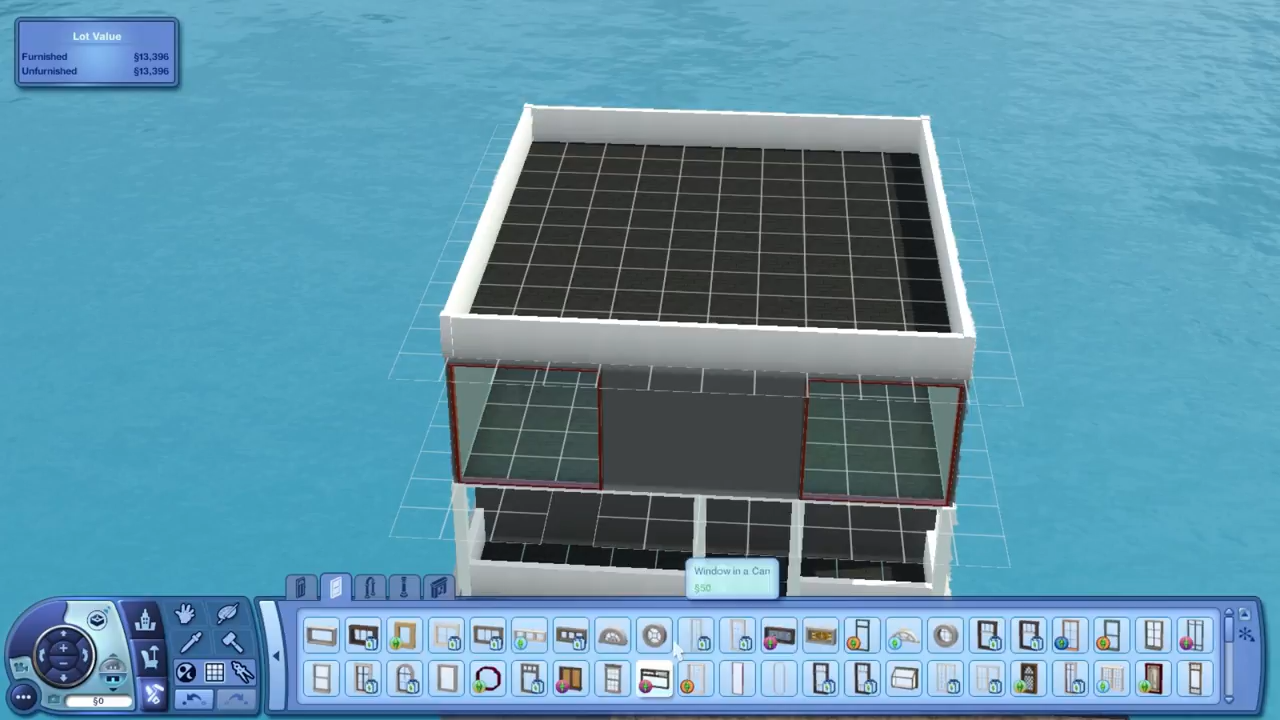 Lot Value
Furnished §13,396
Unfurnished §13,396
Window in a Can
§50
§0